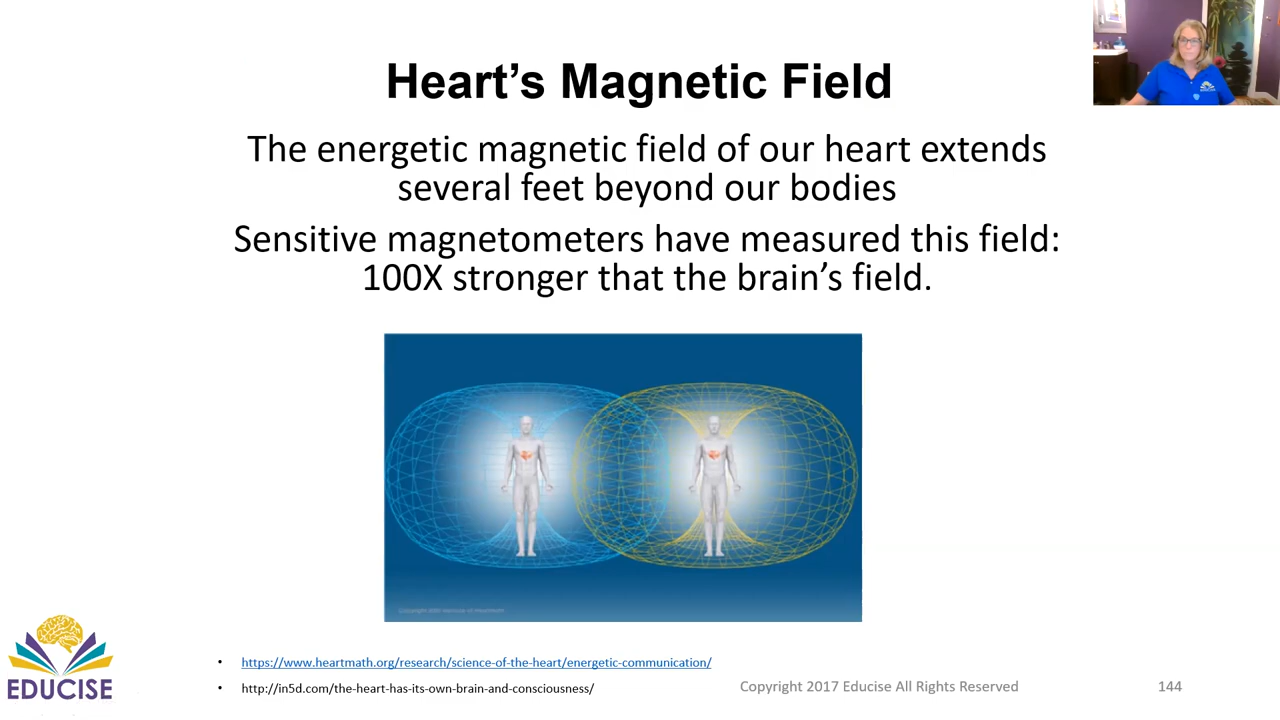 Heart’s Magnetic Field
The energetic magnetic field of our heart extends
several feet beyond our bodies
Sensitive magnetometers have measured this field:
100X stronger that the brain’s field.
• https://www.heartmath.org/research/science-of-the-heart/energetic-communication/
• http://in5d.com/the-heart-has-its-own-brain-and-consciousness/
EDUCISE
Copyright 2017 Educise All Rights Reserved
144